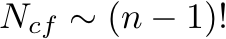 $N_{cf} \sim (n-1)!$